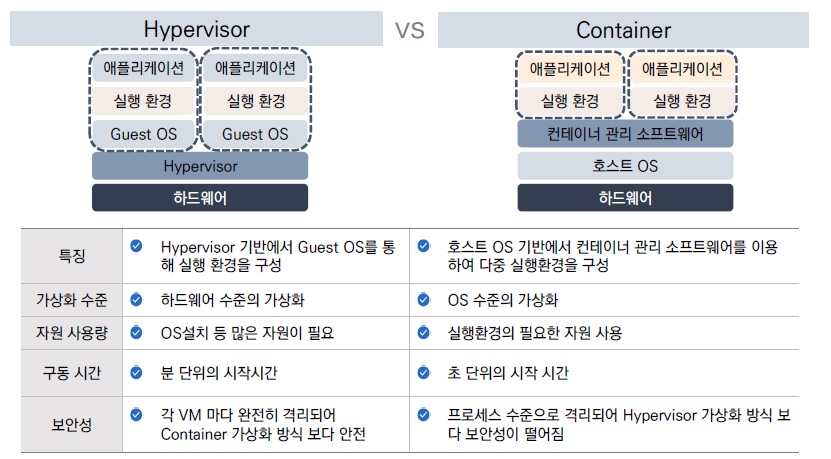 Hypervisor VS Container
애플리케이션 애플리케이션 애플리케이션 애플리케이션
실행 환경 실행 환경 실행 환경 실행 환경
Guest OS Guest OS 컨테이너 관리 소프트웨어
Hypervisor 호스트 OS
하드웨어 하드웨어
특징
Hypervisor 기반에서 Guest OS를 통
해 실행 환경을 구성
호스트 OS 기반에서 컨테이너 관리 소프트웨어를 이용
하여 다중 실행환경을 구성
가상화 수준 하드웨어 수준의 가상화 OS 수준의 가상화
자원 사용량 OS설치 등 많은 자원이 필요 실행환경의 필요한 자원 사용
구동 시간 분 단위의 시작시간 초 단위의 시작 시간
보안성
각 VM 마다 완전히 격리되어
Container 가상화 방식 보다 안전
프로세스 수준으로 격리되어 Hypervisor 가상화 방식 보
다 보안성이 떨어짐